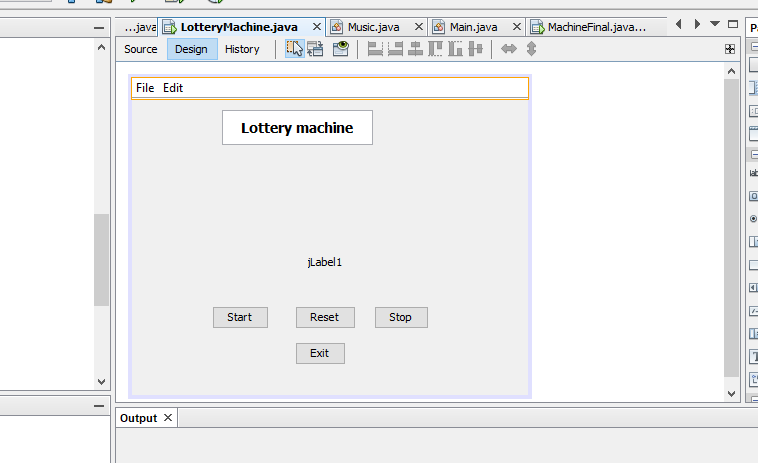 ...java LotteryMachine.java Music.java Main.java MachineFinal.java...
Source Design History
File Edit
Lottery machine
jLabel1
Start Reset Stop
Exit
Output